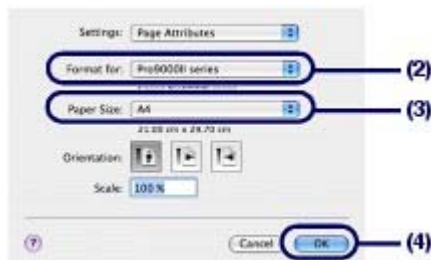 Settings: Page Attributes
Format for: Pro9000II series (2)
Paper Size: A4 (3)
21.00 cm x 29.70 cm
Orientation:
Scale: 100 %
? Cancel OK (4)